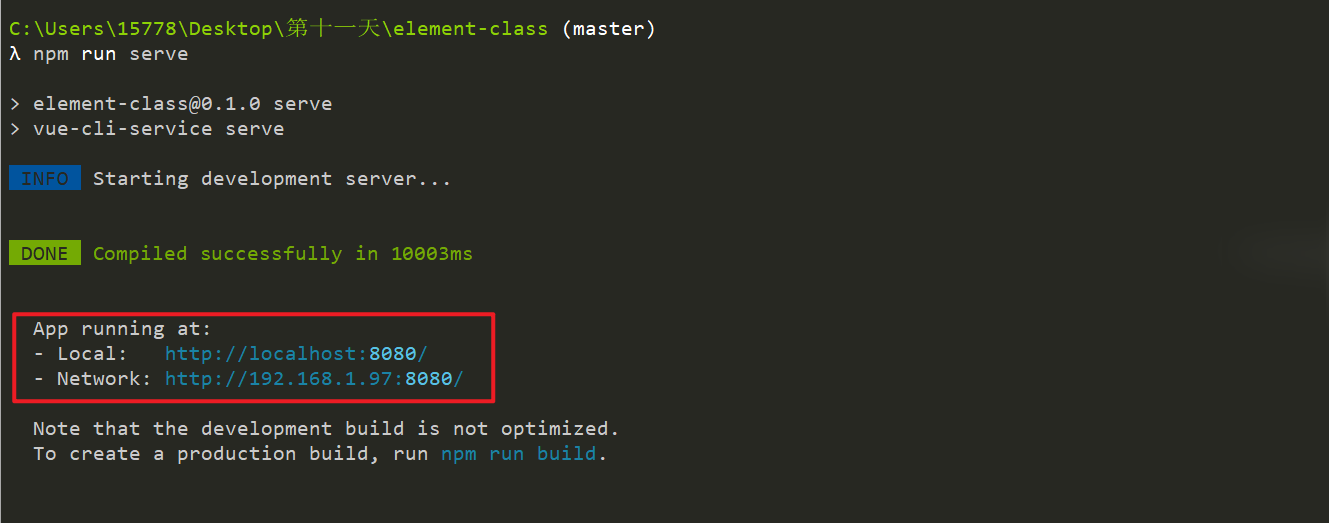 C:\Users\15778\Desktop\第十一天\element-class (master)
λ npm run serve
> element-class@0.1.0 serve
> vue-cli-service serve
INFO Starting development server...
DONE Compiled successfully in 10003ms
App running at:
- Local: http://localhost:8080/
- Network: http://192.168.1.97:8080/
Note that the development build is not optimized.
To create a production build, run npm run build.